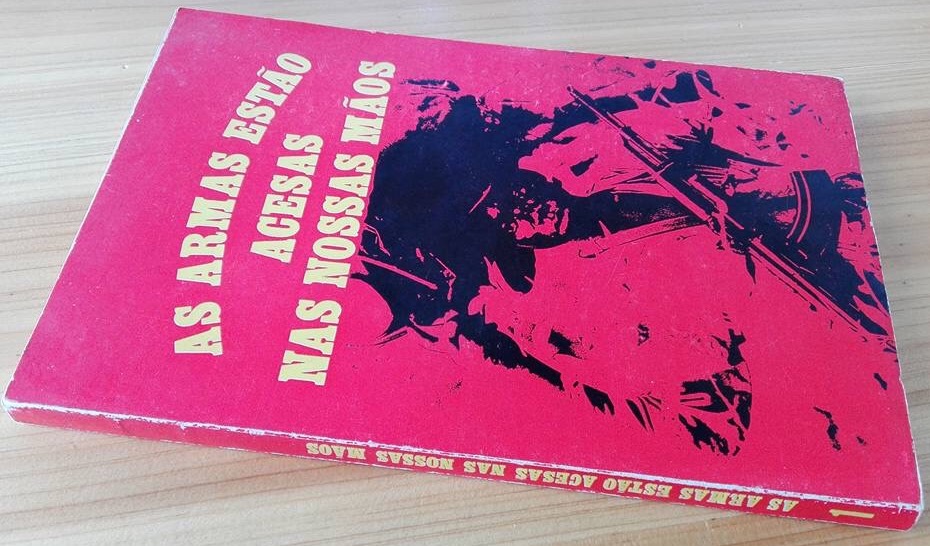 AS ARMAS ESTÃO
ACESAS
NAS NOSSAS MÃOS
1 AS ARMAS ESTÃO ACESAS NAS NOSSAS MÃOS